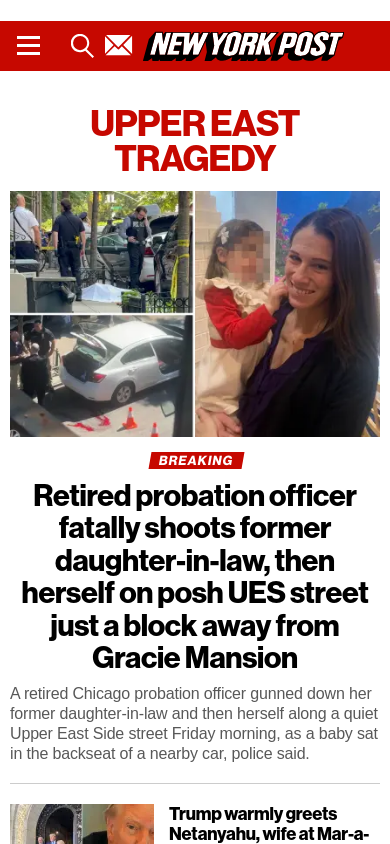 NEW YORK POST
UPPER EAST
TRAGEDY
BREAKING
Retired probation officer
fatally shoots former
daughter-in-law, then
herself on posh UES street
just a block away from
Gracie Mansion
A retired Chicago probation officer gunned down her
former daughter-in-law and then herself along a quiet
Upper East Side street Friday morning, as a baby sat
in the backseat of a nearby car, police said.
Trump warmly greets
Netanyahu, wife at Mar-a-